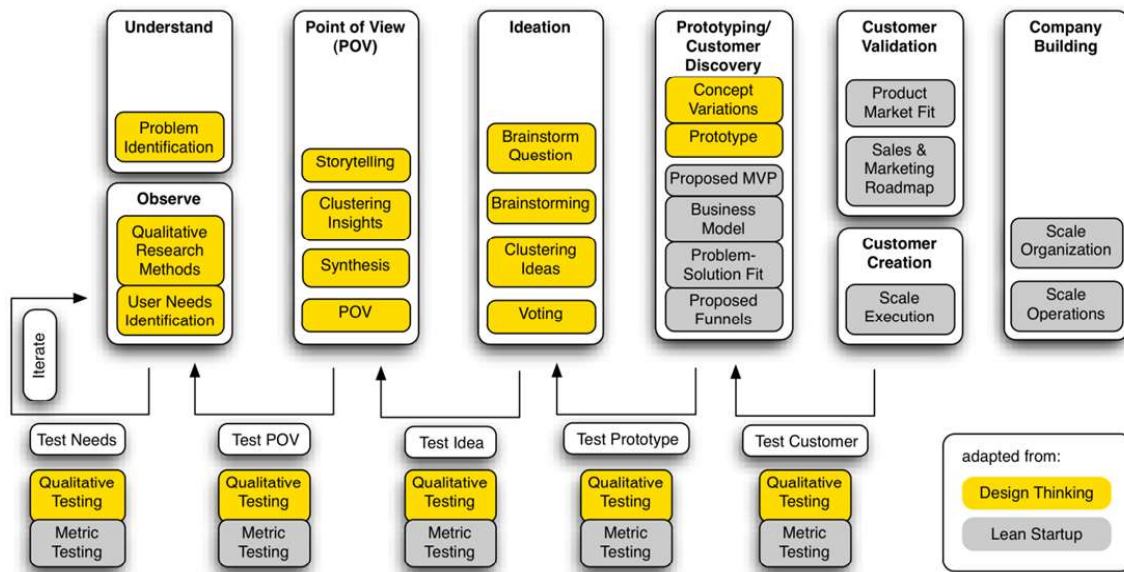 Understand
Problem
Identification
Observe
Qualitative
Research
Methods
User Needs
Identification
Point of View
(POV)
Storytelling
Clustering
Insights
Synthesis
POV
Ideation
Brainstorm
Question
Brainstorming
Clustering
Ideas
Voting
Prototyping/
Customer
Discovery
Concept
Variations
Prototype
Proposed MVP
Business
Model
Problem-
Solution Fit
Proposed
Funnels
Customer
Validation
Product
Market Fit
Sales &
Marketing
Roadmap
Customer
Creation
Scale
Execution
Company
Building
Scale
Organization
Scale
Operations
Iterate
Test Needs
Qualitative
Testing
Metric
Testing
Test POV
Qualitative
Testing
Metric
Testing
Test Idea
Qualitative
Testing
Metric
Testing
Test Prototype
Qualitative
Testing
Metric
Testing
Test Customer
Qualitative
Testing
Metric
Testing
adapted from:
Design Thinking
Lean Startup